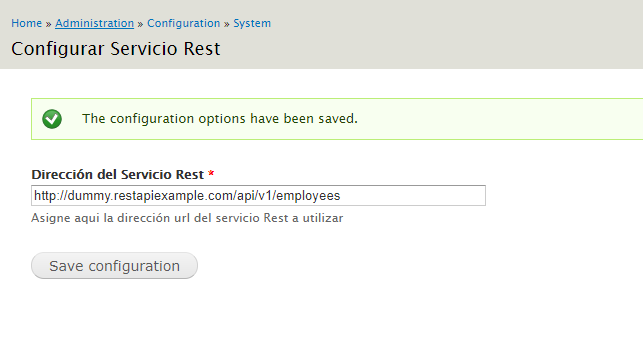 Home » Administration » Configuration » System
Configurar Servicio Rest
The configuration options have been saved.
Dirección del Servicio Rest *
http://dummy.restapiexample.com/api/v1/employees
Asigne aqui la dirección url del servicio Rest a utilizar
Save configuration